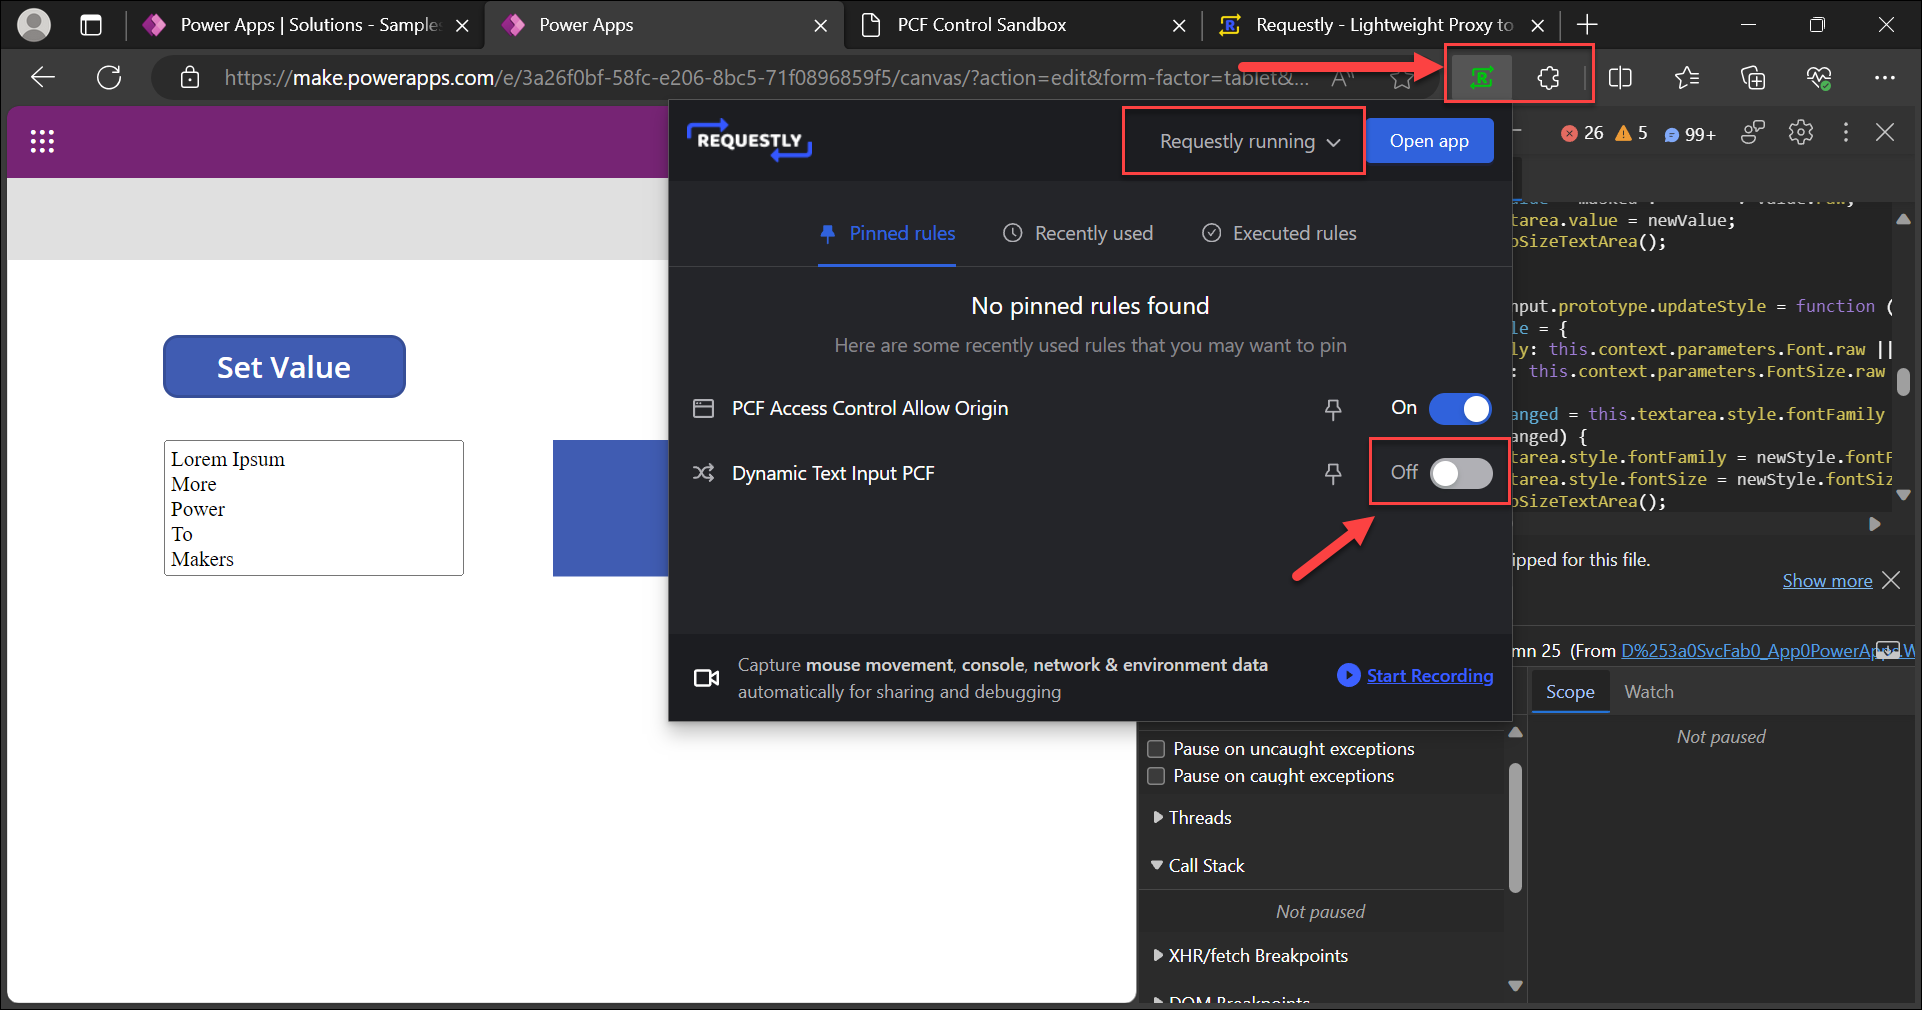 Power Apps | Solutions - Samples
Power Apps
PCF Control Sandbox
Requestly - Lightweight Proxy to
https://make.powerapps.com/e/3a26f0bf-58fc-e206-8bc5-71f0896859f5/canvas/?action=edit&form-factor=tablet&...
REQUESTLY
Requestly running
Open app
26
5
99+
Pinned rules
Recently used
Executed rules
No pinned rules found
Here are some recently used rules that you may want to pin
PCF Access Control Allow Origin
On
Dynamic Text Input PCF
Off
Capture mouse movement, console, network & environment data
automatically for sharing and debugging
Start Recording
Set Value
Lorem Ipsum
More
Power
To
Makers
tarea.value = newValue;
oSizeTextArea();
nput.prototype.updateStyle = function (
le = {
ly: this.context.parameters.Font.raw ||
: this.context.parameters.FontSize.raw
anged = this.textarea.style.fontFamily
anged) {
tarea.style.fontFamily = newStyle.fontF
tarea.style.fontSize = newStyle.fontSiz
oSizeTextArea();
ipped for this file.
Show more
mn 25 (From D%253a0SvcFab0_App0PowerApps.W
Scope
Watch
Not paused
Pause on uncaught exceptions
Pause on caught exceptions
Threads
Call Stack
Not paused
XHR/fetch Breakpoints
DOM Breakpoints